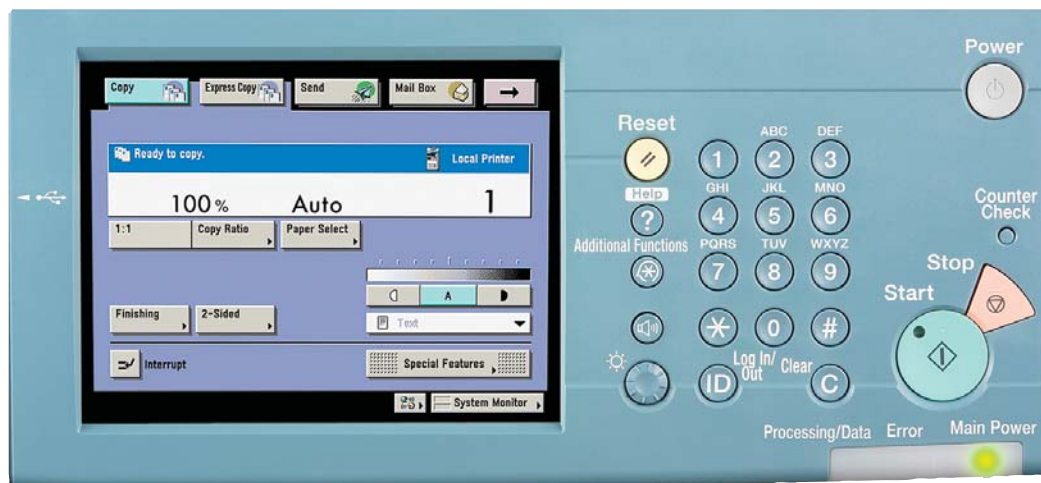 Copy
Express Copy
Send
Mail Box
Ready to copy.
Local Printer
100 %
Auto
1
1:1
Copy Ratio
Paper Select
A
Finishing
2-Sided
Text
Interrupt
Special Features
System Monitor
Reset
Help
?
Additional Functions
1
ABC
2
DEF
3
GHI
4
JKL
5
MNO
6
PQRS
7
TUV
8
WXYZ
9
0
#
ID
Log In/
Out
Clear
C
Power
Counter
Check
Stop
Start
Processing/Data
Error
Main Power